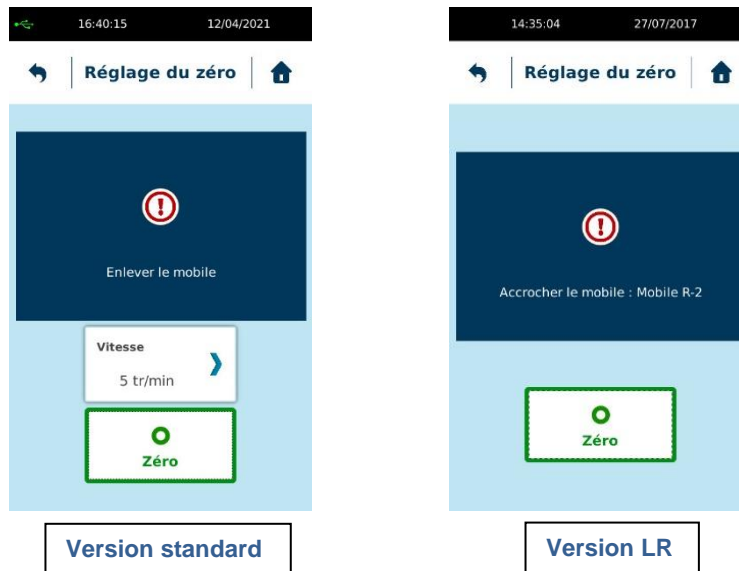 16:40:15 12/04/2021
Réglage du zéro
Enlever le mobile
Vitesse
5 tr/min
Zéro
Version standard
14:35:04 27/07/2017
Réglage du zéro
Accrocher le mobile : Mobile R-2
Zéro
Version LR